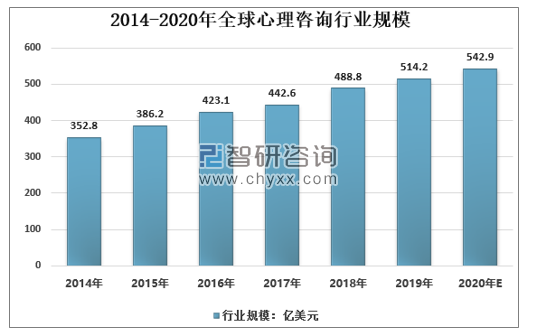 2014-2020年全球心理咨询行业规模
600
500
400
300
200
100
0
352.8
386.2
423.1
442.6
488.8
514.2
542.9
智研咨询
www.chyxx.com
2014年
2015年
2016年
2017年
2018年
2019年
2020年E
行业规模：亿美元